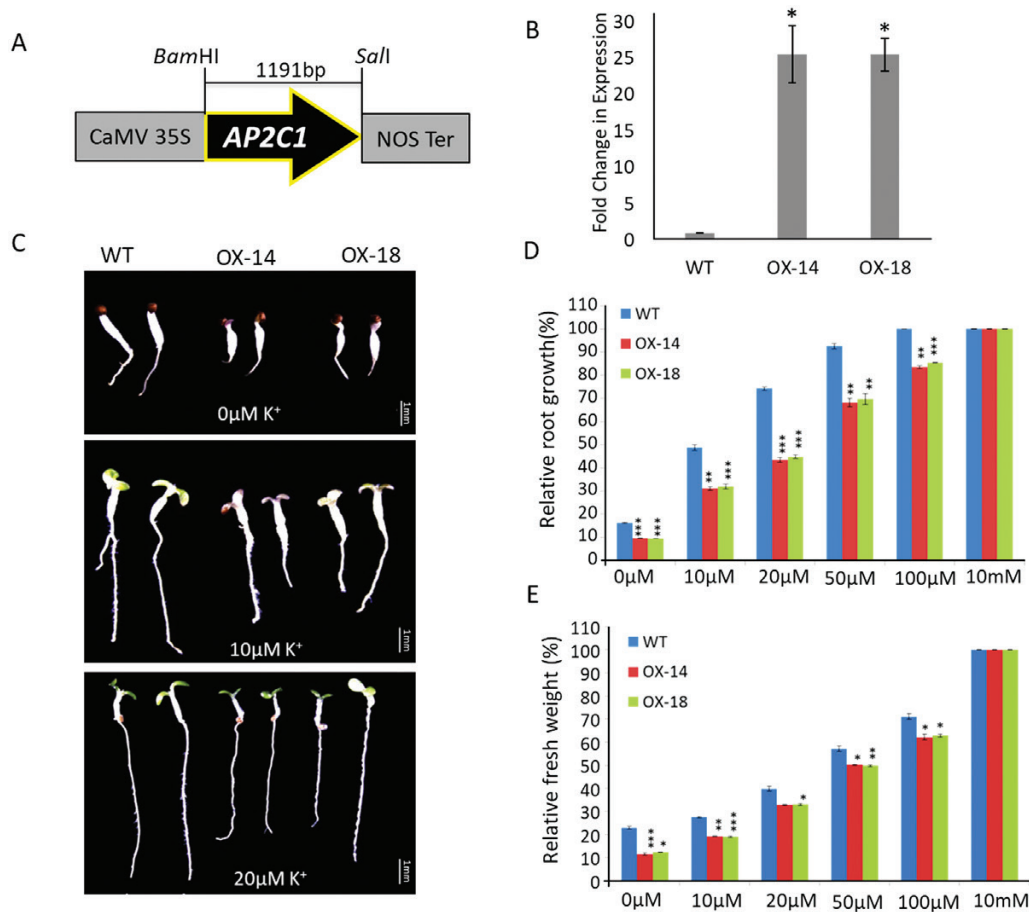 A
BamHI
SalI
1191bp
CaMV 35S
AP2C1
NOS Ter
B
Fold Change in Expression
30
25
20
15
10
5
0
*
*
WT
OX-14
OX-18
C
WT
OX-14
OX-18
0µM K+
1mm
10µM K+
1mm
20µM K+
1mm
D
Relative root growth(%)
110
100
90
80
70
60
50
40
30
20
10
0
WT
OX-14
OX-18
***
***
**
***
***
***
**
**
**
***
0µM
10µM
20µM
50µM
100µM
10mM
E
Relative fresh weight (%)
110
100
90
80
70
60
50
40
30
20
10
0
WT
OX-14
OX-18
***
*
**
***
*
*
**
*
*
0µM
10µM
20µM
50µM
100µM
10mM